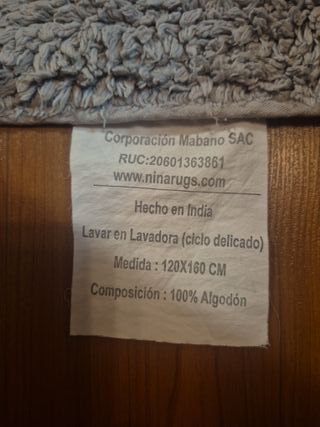 Corporación Mabano SAC
RUC:20601363861
www.ninarugs.com
Hecho en India
Lavar en Lavadora (ciclo delicado)
Medida : 120X160 CM
Composición : 100% Algodón